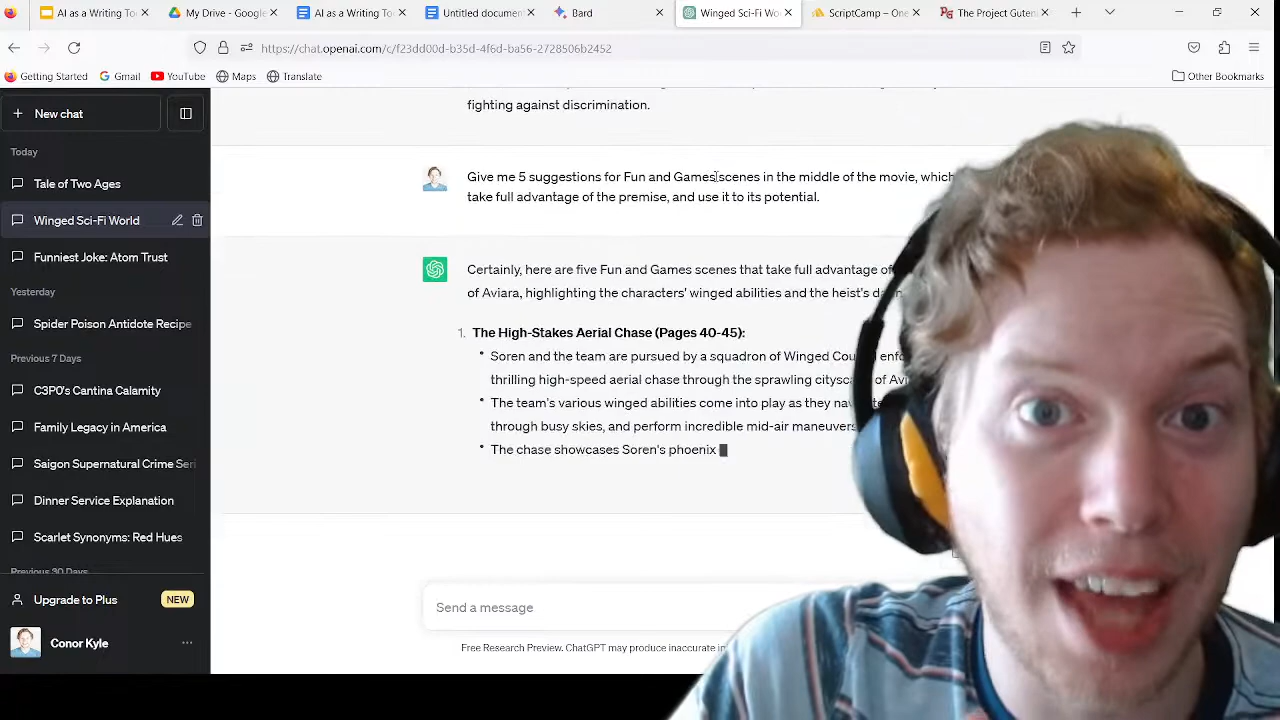 AI as a Writing To
My Drive - Google
AI as a Writing To
Untitled documen
Bard
Winged Sci-Fi Wo
ScriptCamp – One
The Project Guten
https://chat.openai.com/c/f23dd00d-b35d-4f6d-ba56-2728506b2452
Getting Started
Gmail
YouTube
Maps
Translate
Other Bookmarks
New chat
Today
Tale of Two Ages
Winged Sci-Fi World
Funniest Joke: Atom Trust
Yesterday
Spider Poison Antidote Recipe
Previous 7 Days
C3P0's Cantina Calamity
Family Legacy in America
Saigon Supernatural Crime Seri
Dinner Service Explanation
Scarlet Synonyms: Red Hues
Previous 30 Days
Upgrade to Plus NEW
Conor Kyle
fighting against discrimination.
Give me 5 suggestions for Fun and Games scenes in the middle of the movie, which
take full advantage of the premise, and use it to its potential.
Certainly, here are five Fun and Games scenes that take full advantage of
of Aviara, highlighting the characters' winged abilities and the heist's
1. The High-Stakes Aerial Chase (Pages 40-45):
• Soren and the team are pursued by a squadron of Winged
thrilling high-speed aerial chase through the sprawling of
• The team's various winged abilities come into play as they
through busy skies, and perform incredible mid-air maneuvers
• The chase showcases Soren's phoenix
Send a message
Free Research Preview. ChatGPT may produce inaccurate